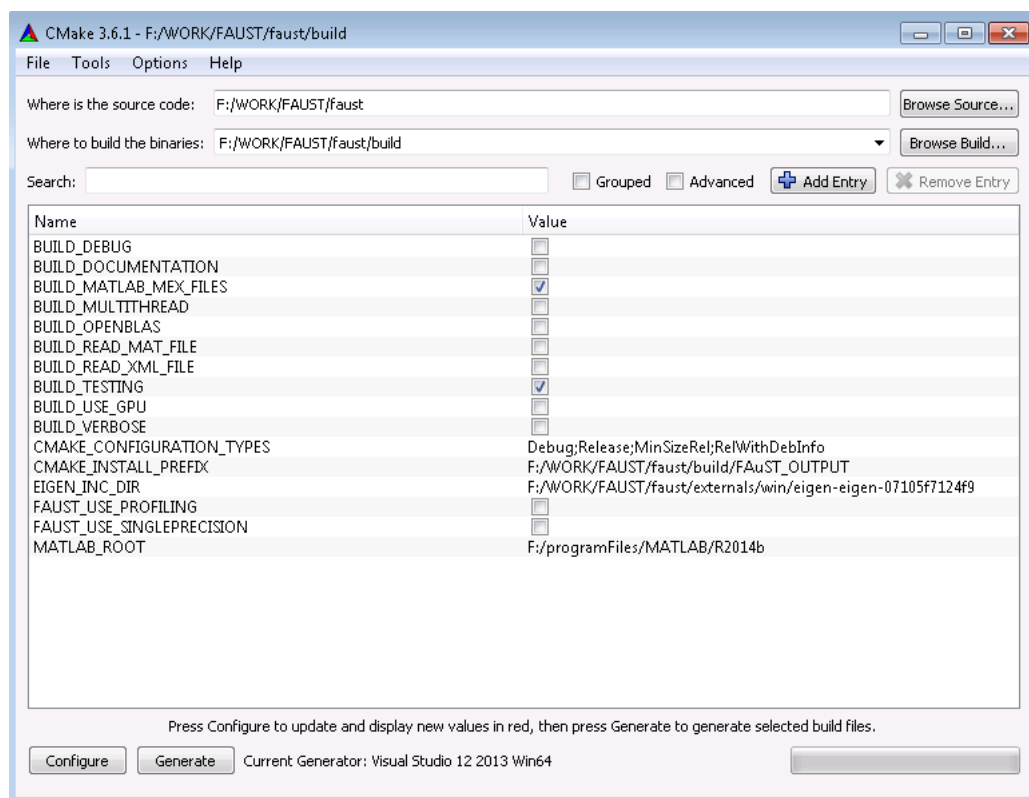 CMake 3.6.1 - F:/WORK/FAUST/faust/build
File Tools Options Help
Where is the source code: F:/WORK/FAUST/faust Browse Source...
Where to build the binaries: F:/WORK/FAUST/faust/build Browse Build...
Search: Grouped Advanced Add Entry Remove Entry
Name Value
BUILD_DEBUG
BUILD_DOCUMENTATION
BUILD_MATLAB_MEX_FILES
BUILD_MULTITHREAD
BUILD_OPENBLAS
BUILD_READ_MAT_FILE
BUILD_READ_XML_FILE
BUILD_TESTING
BUILD_USE_GPU
BUILD_VERBOSE
CMAKE_CONFIGURATION_TYPES Debug;Release;MinSizeRel;RelWithDebInfo
CMAKE_INSTALL_PREFIX F:/WORK/FAUST/faust/build/FAuST_OUTPUT
EIGEN_INC_DIR F:/WORK/FAUST/faust/externals/win/eigen-eigen-07105f7124f9
FAUST_USE_PROFILING
FAUST_USE_SINGLEPRECISION
MATLAB_ROOT F:/programFiles/MATLAB/R2014b
Press Configure to update and display new values in red, then press Generate to generate selected build files.
Configure Generate Current Generator: Visual Studio 12 2013 Win64